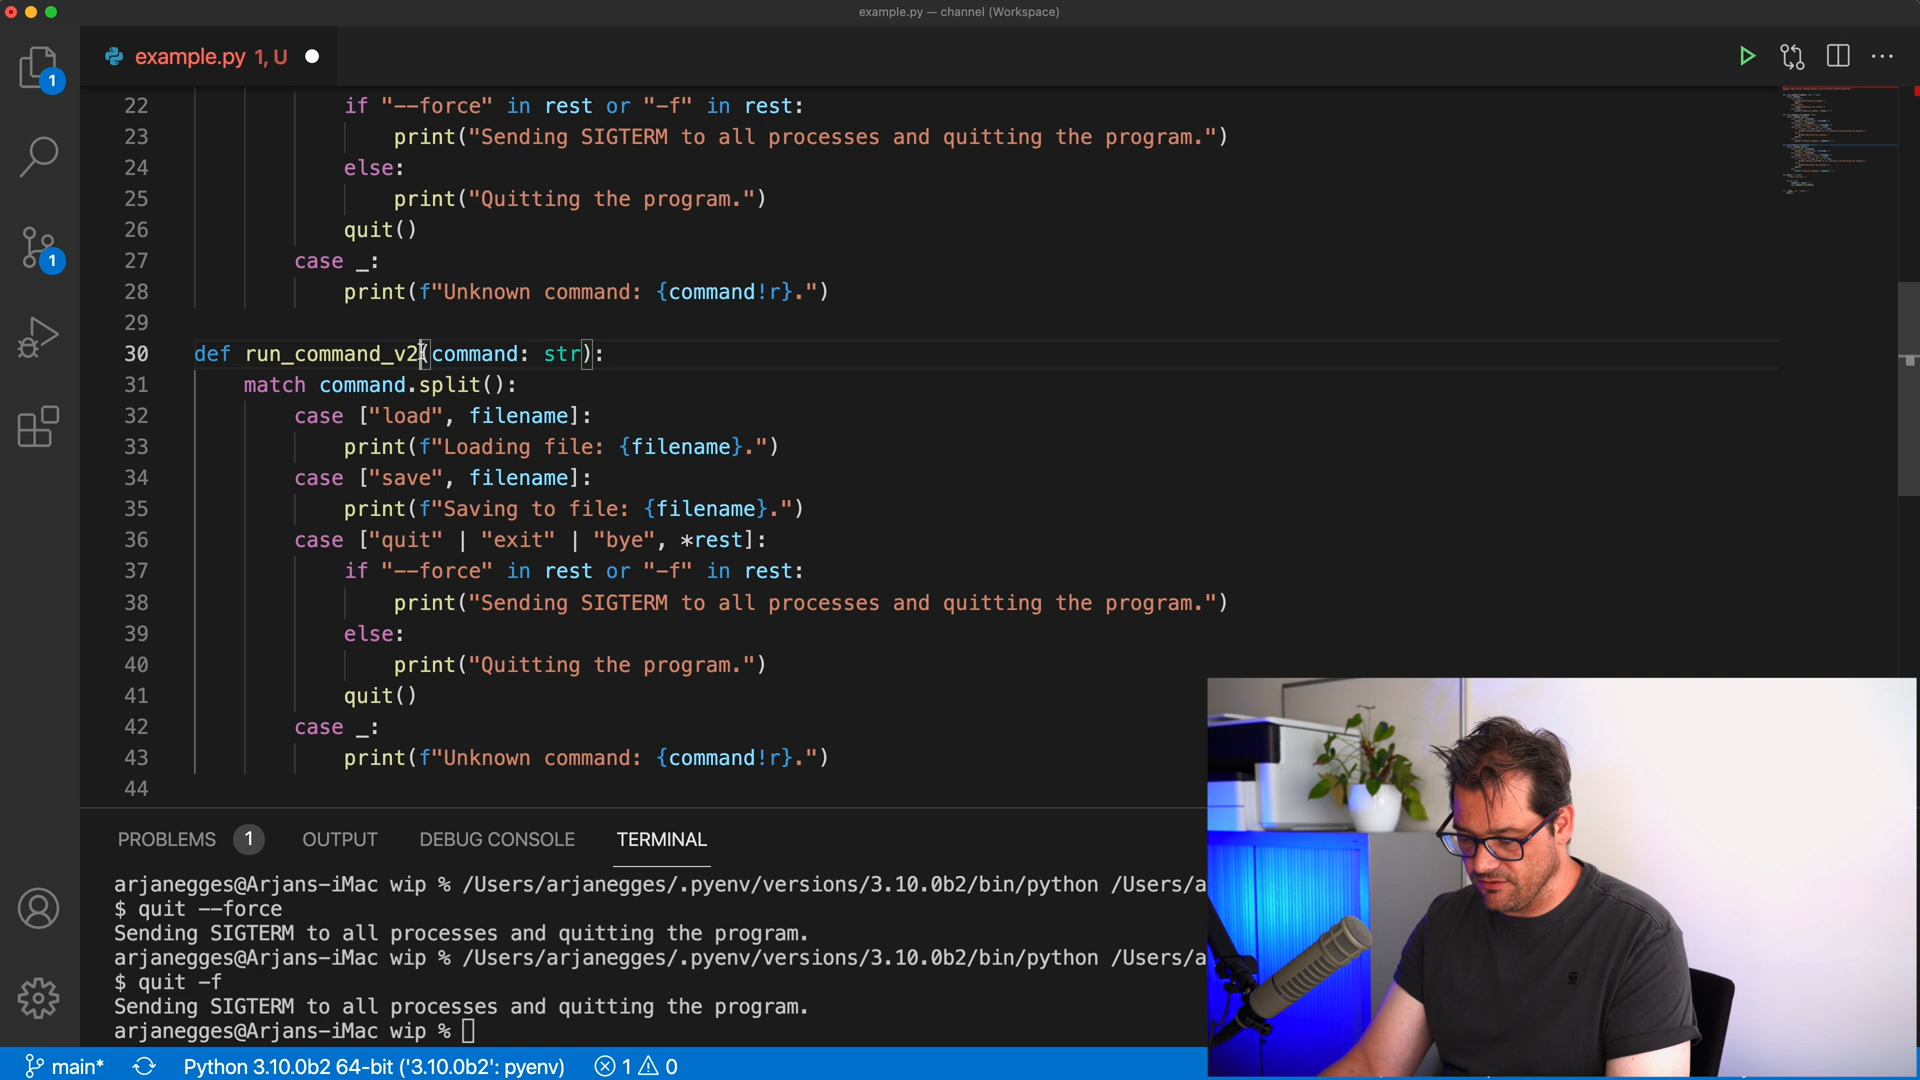 example.py — channel (Workspace)
example.py 1, U
1
1
22 if "--force" in rest or "-f" in rest:
23 print("Sending SIGTERM to all processes and quitting the program.")
24 else:
25 print("Quitting the program.")
26 quit()
27 case _:
28 print(f"Unknown command: {command!r}.")
29
30 def run_command_v2(command: str):
31 match command.split():
32 case ["load", filename]:
33 print(f"Loading file: {filename}.")
34 case ["save", filename]:
35 print(f"Saving to file: {filename}.")
36 case ["quit" | "exit" | "bye", *rest]:
37 if "--force" in rest or "-f" in rest:
38 print("Sending SIGTERM to all processes and quitting the program.")
39 else:
40 print("Quitting the program.")
41 quit()
42 case _:
43 print(f"Unknown command: {command!r}.")
44
PROBLEMS 1 OUTPUT DEBUG CONSOLE TERMINAL
arjanegges@Arjans-iMac wip % /Users/arjanegges/.pyenv/versions/3.10.0b2/bin/python /Users/a
$ quit --force
Sending SIGTERM to all processes and quitting the program.
arjanegges@Arjans-iMac wip % /Users/arjanegges/.pyenv/versions/3.10.0b2/bin/python /Users/a
$ quit -f
Sending SIGTERM to all processes and quitting the program.
arjanegges@Arjans-iMac wip %
main* Python 3.10.0b2 64-bit ('3.10.0b2': pyenv) 1 0